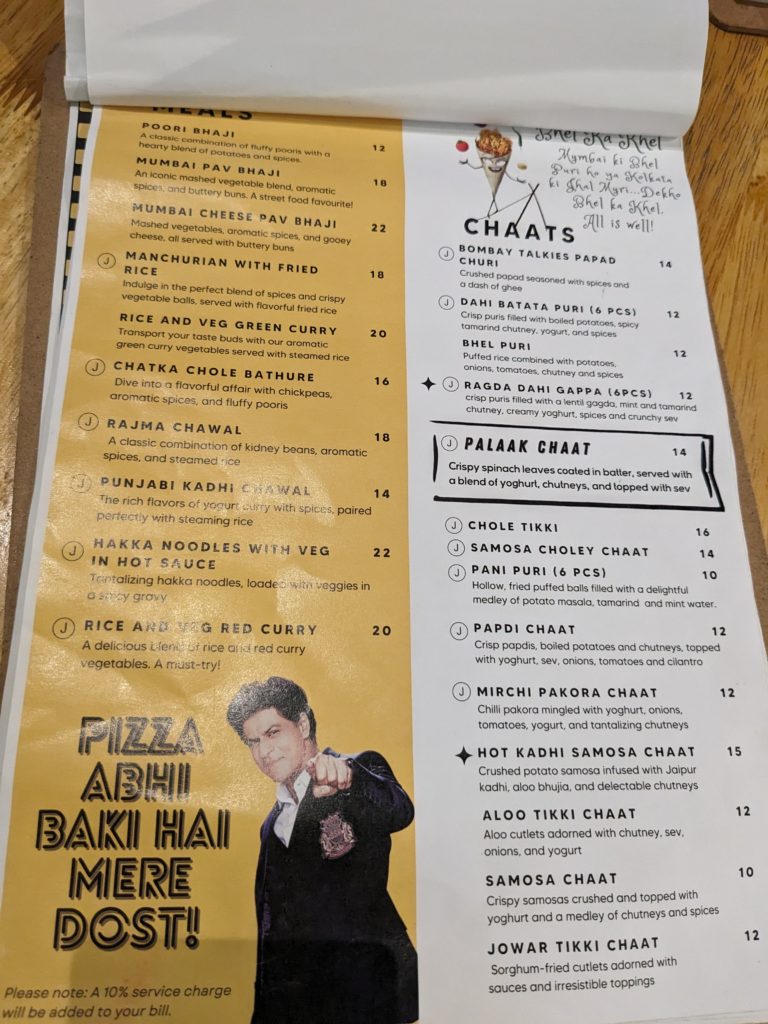 MEALS
POORI BHAJI 12
A classic combination of fluffy pooris with a
hearty blend of potatoes and spices.
MUMBAI PAV BHAJI 18
An iconic mashed vegetable blend, aromatic
spices, and buttery buns. A street food favourite!
MUMBAI CHEESE PAV BHAJI 22
Mashed vegetables, aromatic spices, and gooey
cheese, all served with buttery buns
J MANCHURIAN WITH FRIED
RICE 18
Indulge in the perfect blend of spices and crispy
vegetable balls, served with flavorful fried rice
RICE AND VEG GREEN CURRY 20
Transport your taste buds with our aromatic
green curry vegetables served with steamed rice
J CHATKA CHOLE BATHURE 16
Dive into a flavorful affair with chickpeas,
aromatic spices, and fluffy pooris
J RAJMA CHAWAL 18
A classic combination of kidney beans, aromatic
spices, and steamed rice
J PUNJABI KADHI CHAWAL 14
The rich flavors of yogurt curry with spices, paired
perfectly with steaming rice
J HAKKA NOODLES WITH VEG 22
IN HOT SAUCE
Tantalizing hakka noodles, loaded with veggies in
a spicy gravy
J RICE AND VEG RED CURRY 20
A delicious blend of rice and red curry
vegetables. A must-try!
PIZZA
ABHI
BAKI HAI
MERE
DOST!
Please note: A 10% service charge
will be added to your bill.
Bhel Ka Khel
Mymbai ki Bhel
Puri ho ya Kolkata
ki Jhal Myri...Dekho
Bhel ka Khel.
All is well!
CHAATS
J BOMBAY TALKIES PAPAD 14
CHURI
Crushed papad seasoned with spices and
a dash of ghee
J DAHI BATATA PURI (6 PCS) 12
Crisp puris filled with boiled potatoes, spicy
tamarind chutney, yogurt, and spices
BHEL PURI 12
Puffed rice combined with potatoes,
onions, tomatoes, chutney and spices
J RAGDA DAHI GAPPA (6PCS) 12
crisp puris filled with a lentil gagda, mint and tamarind
chutney, creamy yoghurt, spices and crunchy sev
J PALAAK CHAAT 14
Crispy spinach leaves coated in batter, served with
a blend of yoghurt, chutneys, and topped with sev
J CHOLE TIKKI 16
J SAMOSA CHOLEY CHAAT 14
J PANI PURI (6 PCS) 10
Hollow, fried puffed balls filled with a delightful
medley of potato masala, tamarind and mint water.
J PAPDI CHAAT 12
Crisp papdis, boiled potatoes and chutneys, topped
with yoghurt, sev, onions, tomatoes and cilantro
J MIRCHI PAKORA CHAAT 12
Chilli pakora mingled with yoghurt, onions,
tomatoes, yogurt, and tantalizing chutneys
HOT KADHI SAMOSA CHAAT 15
Crushed potato samosa infused with Jaipur
kadhi, aloo bhujia, and delectable chutneys
ALOO TIKKI CHAAT 12
Aloo cutlets adorned with chutney, sev,
onions, and yogurt
SAMOSA CHAAT 10
Crispy samosas crushed and topped with
yoghurt and a medley of chutneys and spices
JOWAR TIKKI CHAAT 12
Sorghum-fried cutlets adorned with
sauces and irresistible toppings